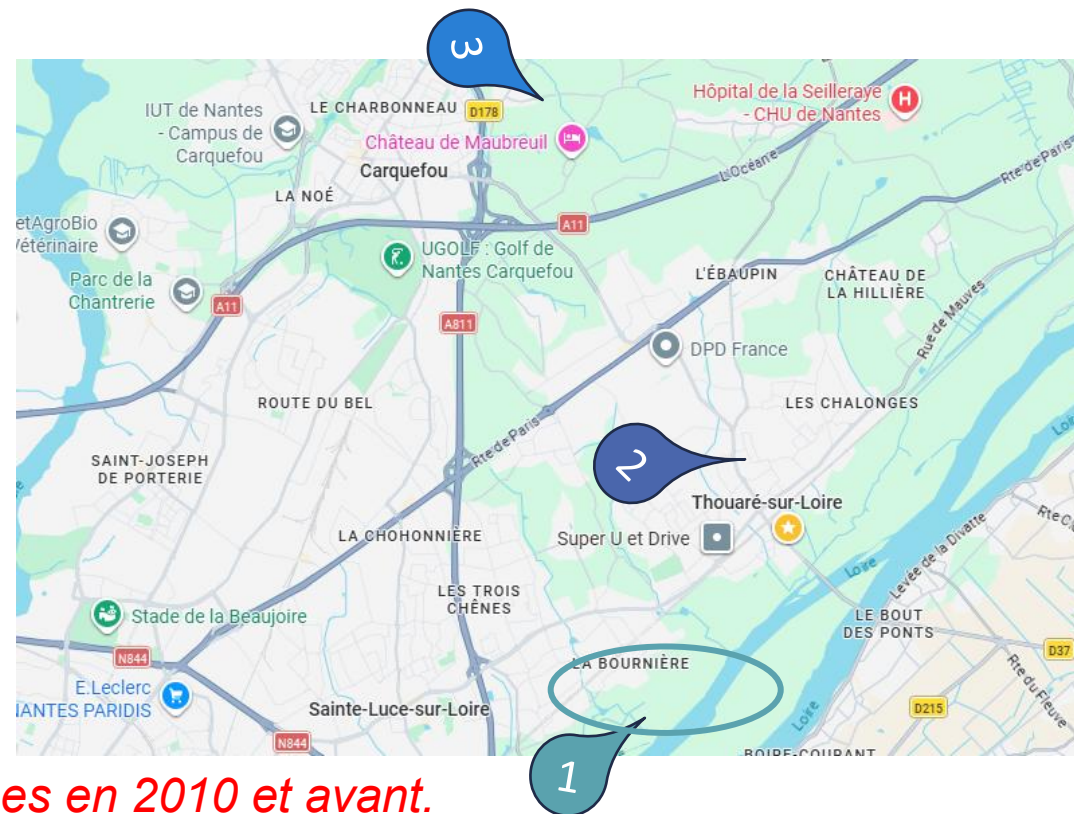 3
Hôpital de la Seilleraye
- CHU de Nantes
H
IUT de Nantes
- Campus de
Carquefou
LE CHARBONNEAU
D178
Château de Maubreuil
Carquefou
L'Océane
Rte de Paris
LA NOÉ
etAgroBio
Vétérinaire
A11
UGOLF : Golf de
Nantes Carquefou
L'ÉBAUPIN
CHÂTEAU DE
LA HILLIÈRE
Parc de la
Chantrerie
A11
A811
Rue de Mauves
DPD France
ROUTE DU BEL
LES CHALONGES
Rte de Paris
SAINT-JOSEPH
DE PORTERIE
2
Thouaré-sur-Loire
LA CHOHONNIÈRE
Super U et Drive
Loire
Levée de la Divatte
LES TROIS
CHÊNES
Stade de la Beaujoire
LE BOUT
DES PONTS
N844
LA BOURNIÈRE
D37
E.Leclerc
NANTES PARIDIS
Sainte-Luce-sur-Loire
Loire
D215
Rte du Fleuve
N844
BOIRE-COURANT
1
es en 2010 et avant.